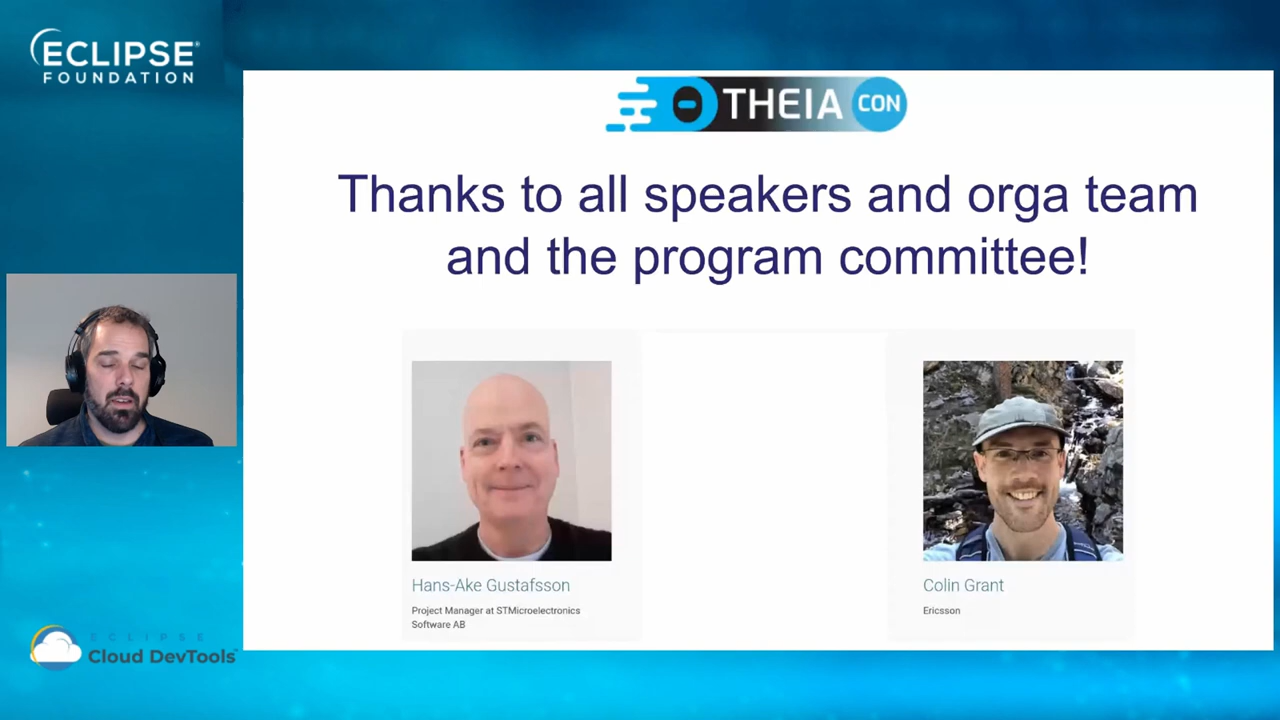 ECLIPSE
FOUNDATION
THEIA CON
Thanks to all speakers and orga team
and the program committee!
Hans-Ake Gustafsson
Project Manager at STMicroelectronics
Software AB
Colin Grant
Ericsson
ECLIPSE
Cloud DevTools